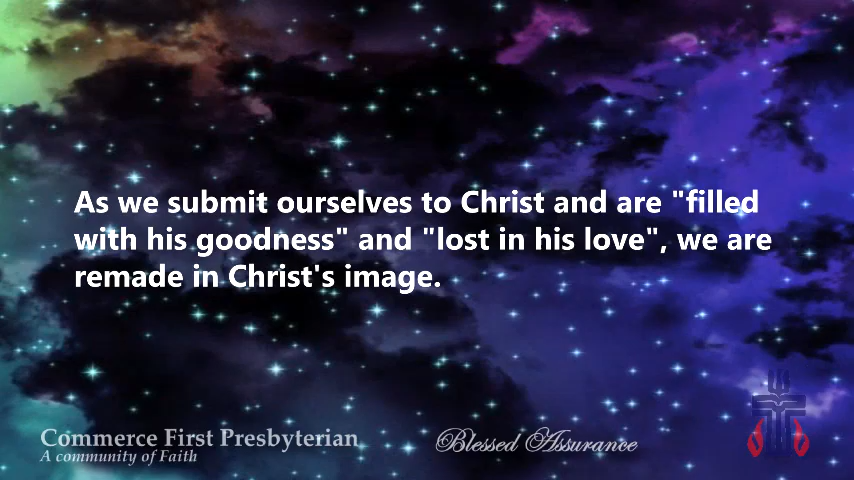 As we submit ourselves to Christ and are "filled
with his goodness" and "lost in his love", we are
remade in Christ's image.
Commerce First Presbyterian
A community of Faith
Blessed Assurance